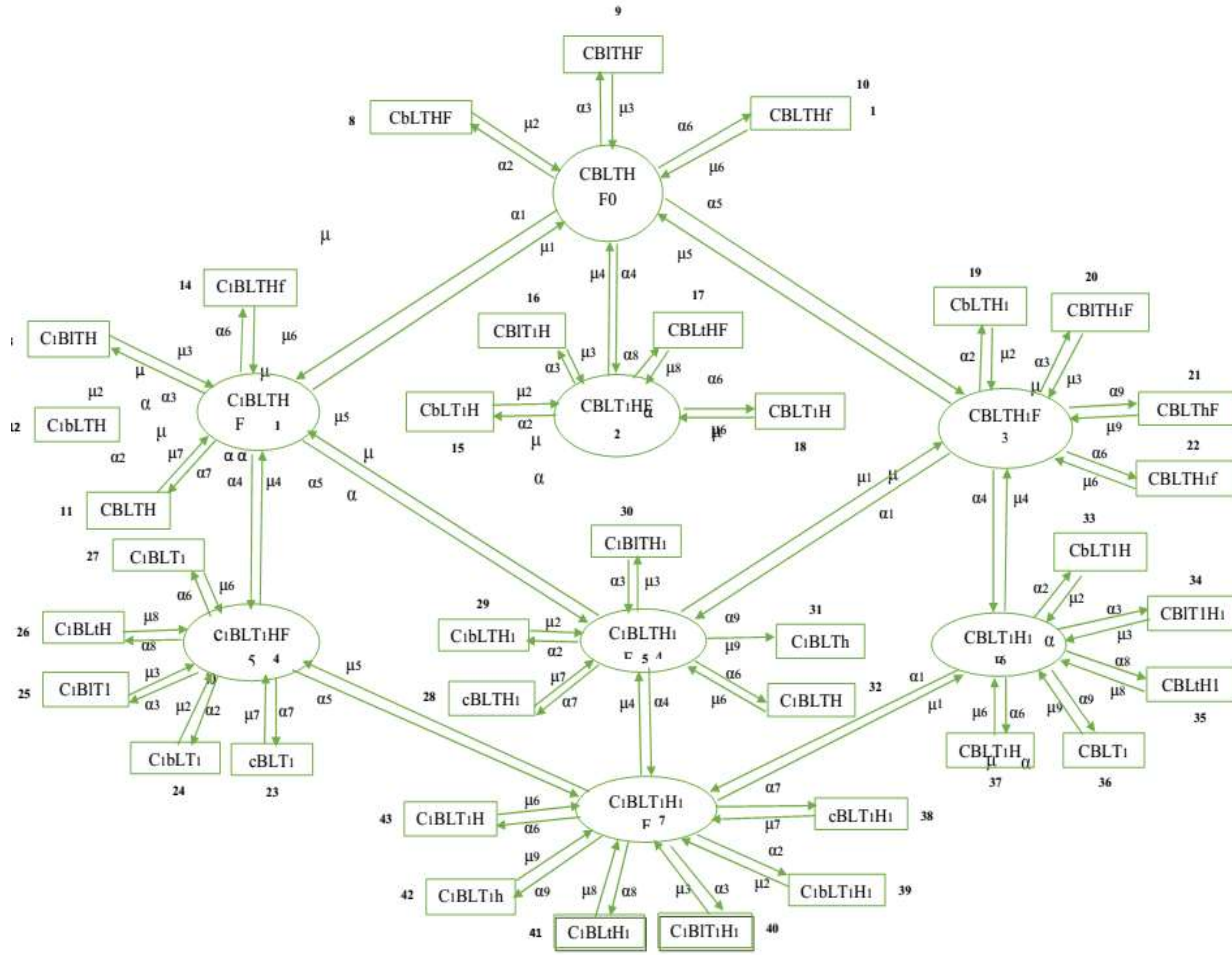 9
CBlTHF
10
α3 μ3
8 CbLTHF μ2 α6 CBLTHf 1
α2 μ6
CBLTH
F0
α1 α5
μ
μ1 μ4 α4 μ5
14 C1BLTHf 16 17 19 20
CbLTH1 CBlTH1F
C1BlTH α6 μ6 CBlT1H CBLtHF
μ3 μ3 α8 α2 μ2 α3
μ α3 μ8 α6 μ μ3 21
μ2 α α3 μ μ5 CbLT1H μ2 CBLT1HF α CBLT1H α9 CBLThF
C1BLTH
F 1
12 C1bLTH μ α2 2 μ6 CBLTH1F μ9
3
α2 μ7 α α μ 15 μ 18 α6 22
α7 α4 μ4 α5 α α μ1 μ α4 μ4 μ6 CBLTH1f
11 CBLTH α1
30 33
27 C1BLT1 C1BlTH1 CbLT1H
μ6 34
α6 α3 μ3 α2 μ2
26 C1BLtH μ8 29 C1bLTH1 μ2 α9 31 α3 CBlT1H1
α8 c1BLT1HF C1BLTH1 C1BLTh CBLT1H1 α
5 4 α2 5 μ9 6 μ3
25 C1BlT1 μ3 μ5 28 cBLTH1 μ7 α6 32 α1 α8 CBLtH1
α3 μ2 α2 μ7 α7 α5 α7 μ4 α4 μ6 C1BLTH μ1 μ6 α6 μ9 α9 μ8
35
C1bLT1 cBLT1 CBLT1H CBLT1
μ α
24 23 37 36
α7
43 C1BLT1H μ6 C1BLT1H1 cBLT1H1 38
α6 F 7 μ7
μ9 α2
42 C1BLT1h α9 μ8 α8 μ3 α3 μ2 C1bLT1H1 39
41 C1BLtH1 C1BlT1H1 40